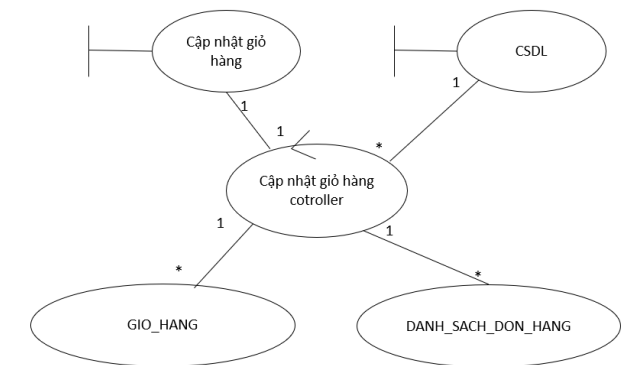 Cập nhật giỏ
hàng
CSDL
1
1
1
*
Cập nhật giỏ hàng
cotroller
1
1
*
*
GIO_HANG
DANH_SACH_DON_HANG